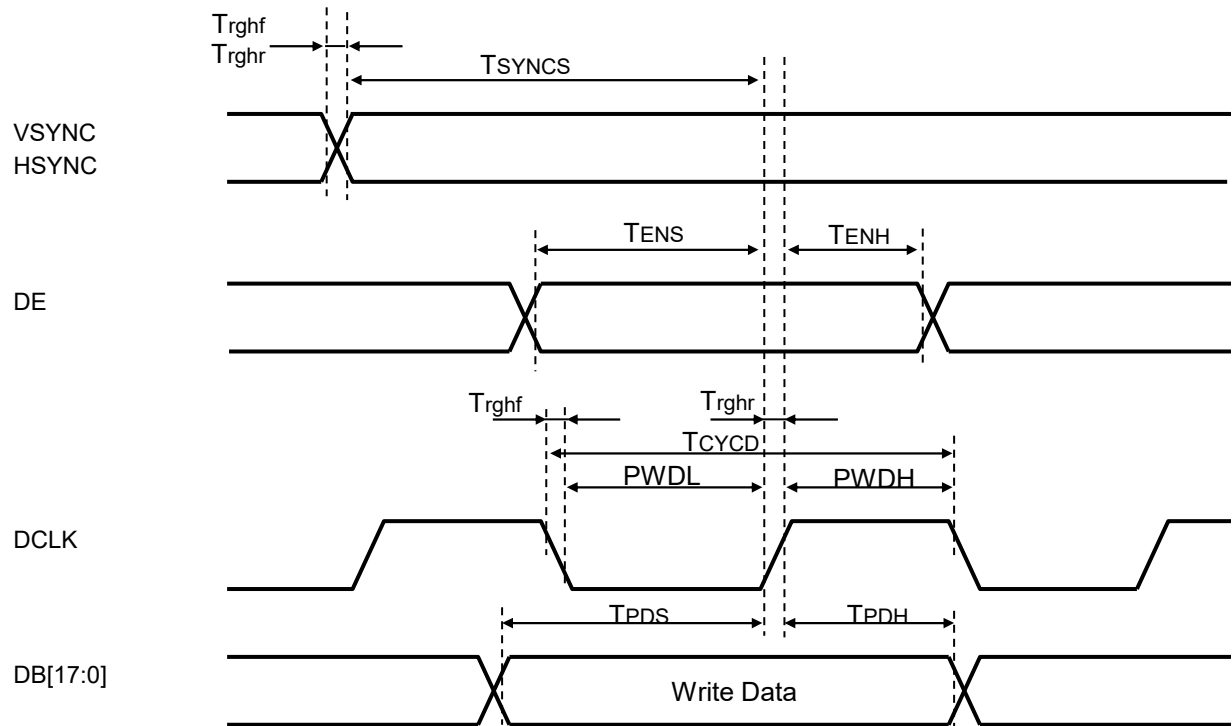 Trghf
Trghr
TSYNCS
VSYNC
HSYNC
TENS
TENH
DE
Trghf
Trghr
TCYCD
PWDL
PWDH
DCLK
TPDS
TPDH
DB[17:0]
Write Data